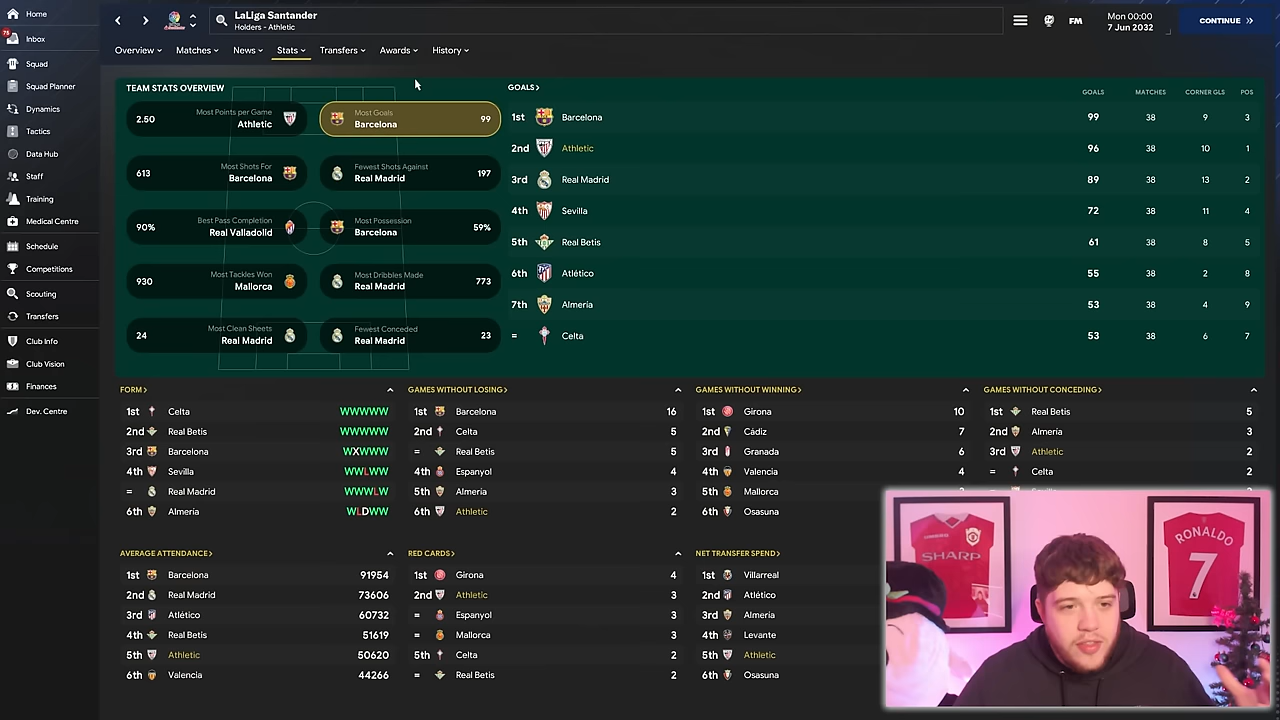 Home
75
Inbox
Squad
Squad Planner
Dynamics
Tactics
Data Hub
Staff
Training
Medical Centre
Schedule
Competitions
Scouting
Transfers
Club Info
Club Vision
Finances
Dev. Centre
LaLiga Santander
Holders - Athletic
FM
Mon 00:00
7 Jun 2032
CONTINUE
Overview Matches News Stats Transfers Awards History
TEAM STATS OVERVIEW
2.50 Most Points per Game
Athletic
Most Goals
Barcelona 99
613 Most Shots For
Barcelona
Fewest Shots Against
Real Madrid 197
90% Best Pass Completion
Real Valladolid
Most Possession
Barcelona 59%
930 Most Tackles Won
Mallorca
Most Dribbles Made
Real Madrid 773
24 Most Clean Sheets
Real Madrid
Fewest Conceded
Real Madrid 23
GOALS GOALS MATCHES CORNER GLS POS
1st Barcelona 99 38 9 3
2nd Athletic 96 38 10 1
3rd Real Madrid 89 38 13 2
4th Sevilla 72 38 11 4
5th Real Betis 61 38 8 5
6th Atlético 55 38 2 8
7th Almería 53 38 4 9
= Celta 53 38 6 7
FORM
1st Celta WWWWW
2nd Real Betis WWWWW
3rd Barcelona WXWWW
4th Sevilla WWLWW
= Real Madrid WWWLW
6th Almería WLDWW
GAMES WITHOUT LOSING
1st Barcelona 16
2nd Celta 5
= Real Betis 5
4th Espanyol 4
5th Almería 3
6th Athletic 2
GAMES WITHOUT WINNING
1st Girona 10
2nd Cádiz 7
3rd Granada 6
4th Valencia 4
5th Mallorca
6th Osasuna
GAMES WITHOUT CONCEDING
1st Real Betis 5
2nd Almería 3
3rd Athletic 2
= Celta 2
AVERAGE ATTENDANCE
1st Barcelona 91954
2nd Real Madrid 73606
3rd Atlético 60732
4th Real Betis 51619
5th Athletic 50620
6th Valencia 44266
RED CARDS
1st Girona 4
2nd Athletic 3
= Espanyol 3
= Mallorca 3
5th Celta 2
= Real Betis 2
NET TRANSFER SPEND
1st Villarreal
2nd Atlético
3rd Almería
4th Levante
5th Athletic
6th Osasuna
SHARP
RONALDO
7